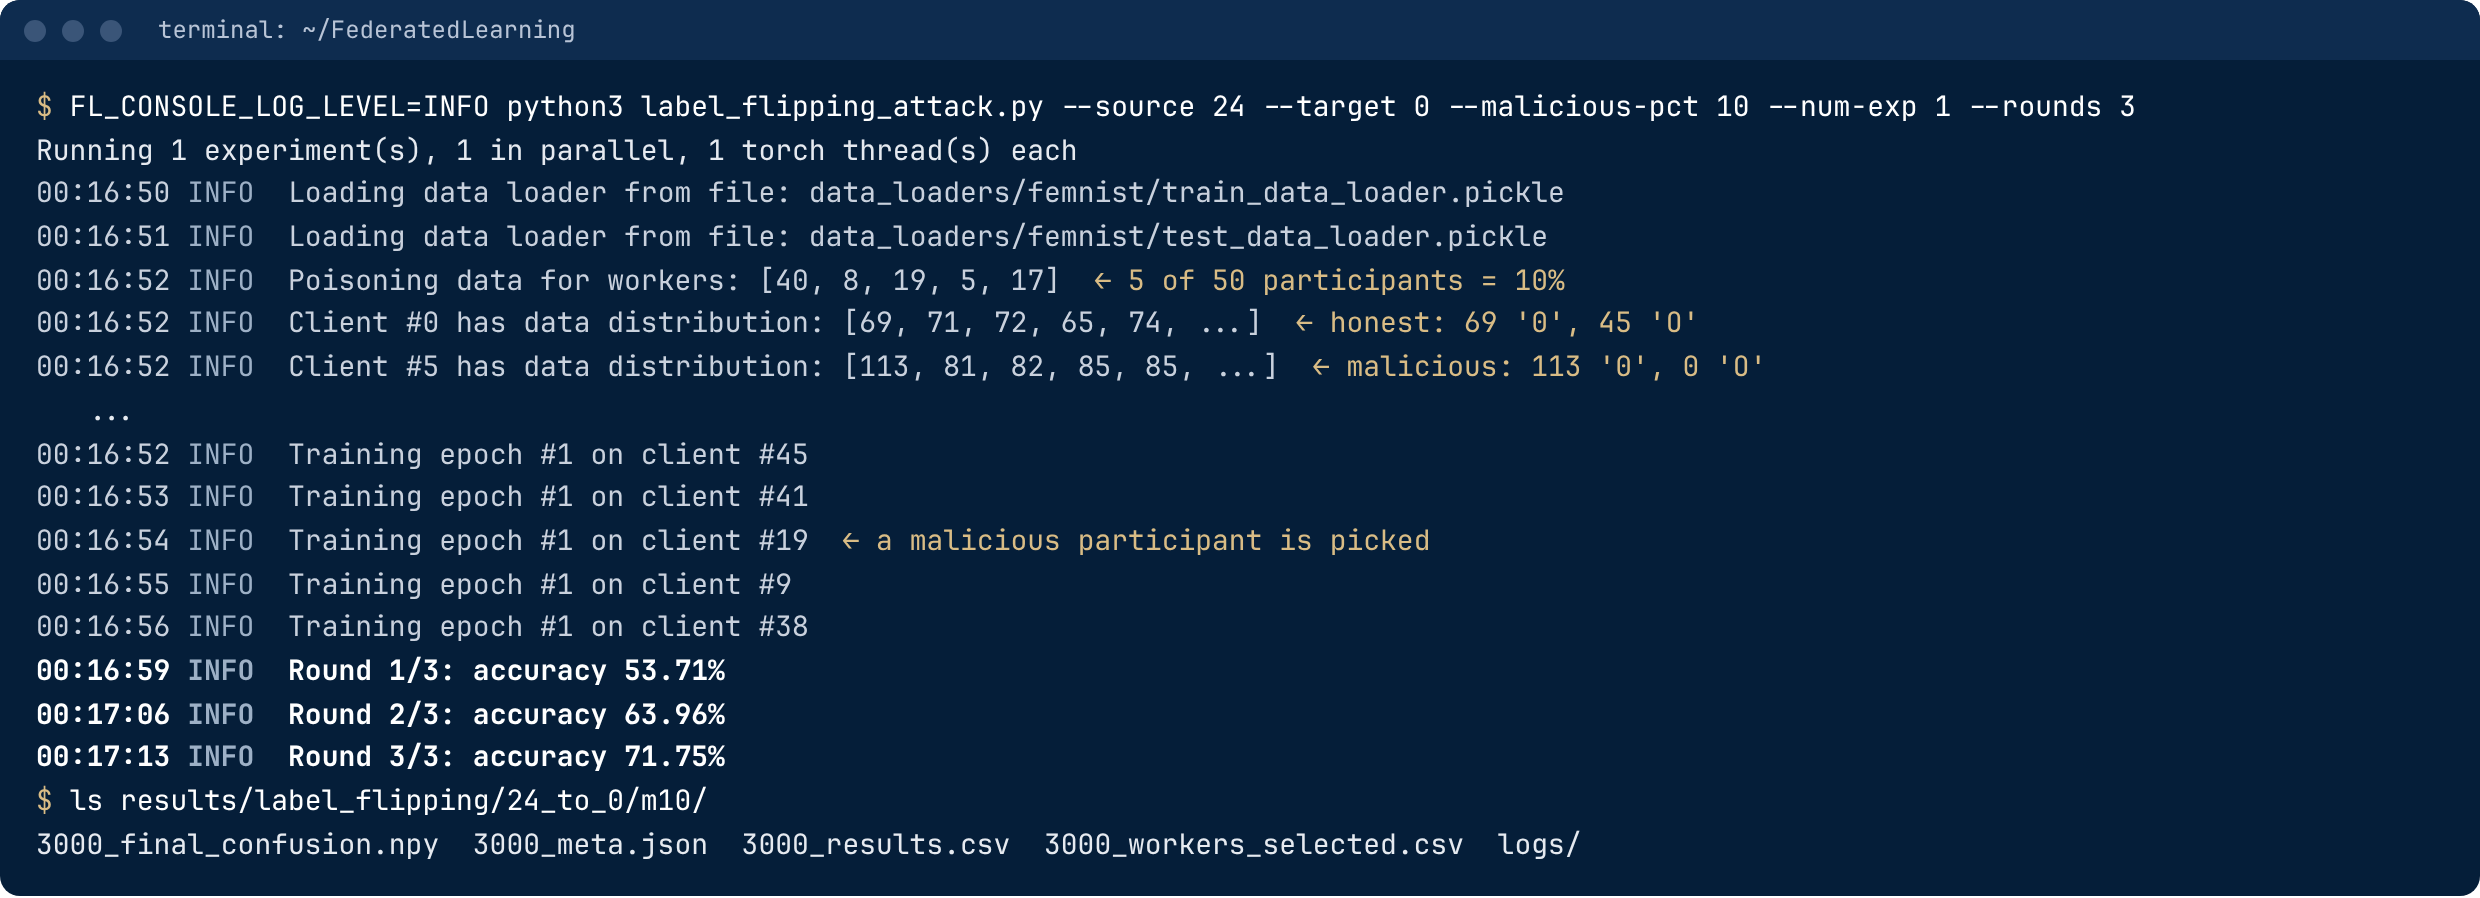 terminal: ~/FederatedLearning
$ FL_CONSOLE_LOG_LEVEL=INFO python3 label_flipping_attack.py --source 24 --target 0 --malicious-pct 10 --num-exp 1 --rounds 3
Running 1 experiment(s), 1 in parallel, 1 torch thread(s) each
00:16:50 INFO  Loading data loader from file: data_loaders/femnist/train_data_loader.pickle
00:16:51 INFO  Loading data loader from file: data_loaders/femnist/test_data_loader.pickle
00:16:52 INFO  Poisoning data for workers: [40, 8, 19, 5, 17]  ← 5 of 50 participants = 10%
00:16:52 INFO  Client #0 has data distribution: [69, 71, 72, 65, 74, ...]  ← honest: 69 '0', 45 'O'
00:16:52 INFO  Client #5 has data distribution: [113, 81, 82, 85, 85, ...]  ← malicious: 113 '0', 0 'O'
...
00:16:52 INFO  Training epoch #1 on client #45
00:16:53 INFO  Training epoch #1 on client #41
00:16:54 INFO  Training epoch #1 on client #19  ← a malicious participant is picked
00:16:55 INFO  Training epoch #1 on client #9
00:16:56 INFO  Training epoch #1 on client #38
00:16:59 INFO  Round 1/3: accuracy 53.71%
00:17:06 INFO  Round 2/3: accuracy 63.96%
00:17:13 INFO  Round 3/3: accuracy 71.75%
$ ls results/label_flipping/24_to_0/m10/
3000_final_confusion.npy  3000_meta.json  3000_results.csv  3000_workers_selected.csv  logs/